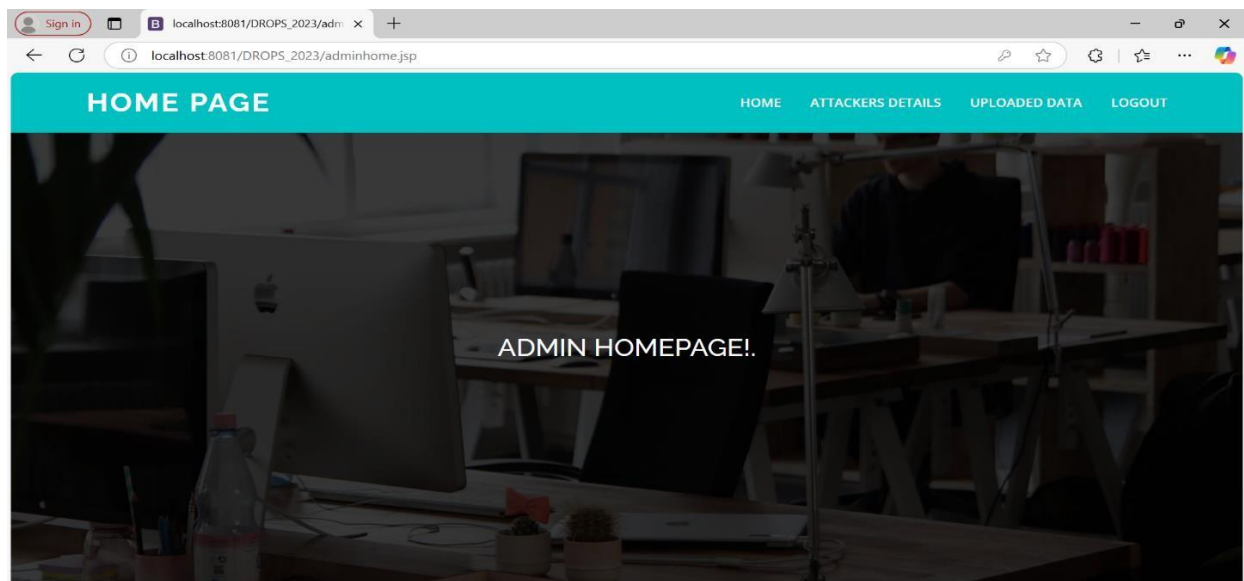 Sign in
B localhost:8081/DROPS_2023/adm
localhost:8081/DROPS_2023/adminhome.jsp
HOME PAGE
HOME ATTACKERS DETAILS UPLOADED DATA LOGOUT
ADMIN HOMEPAGE!.